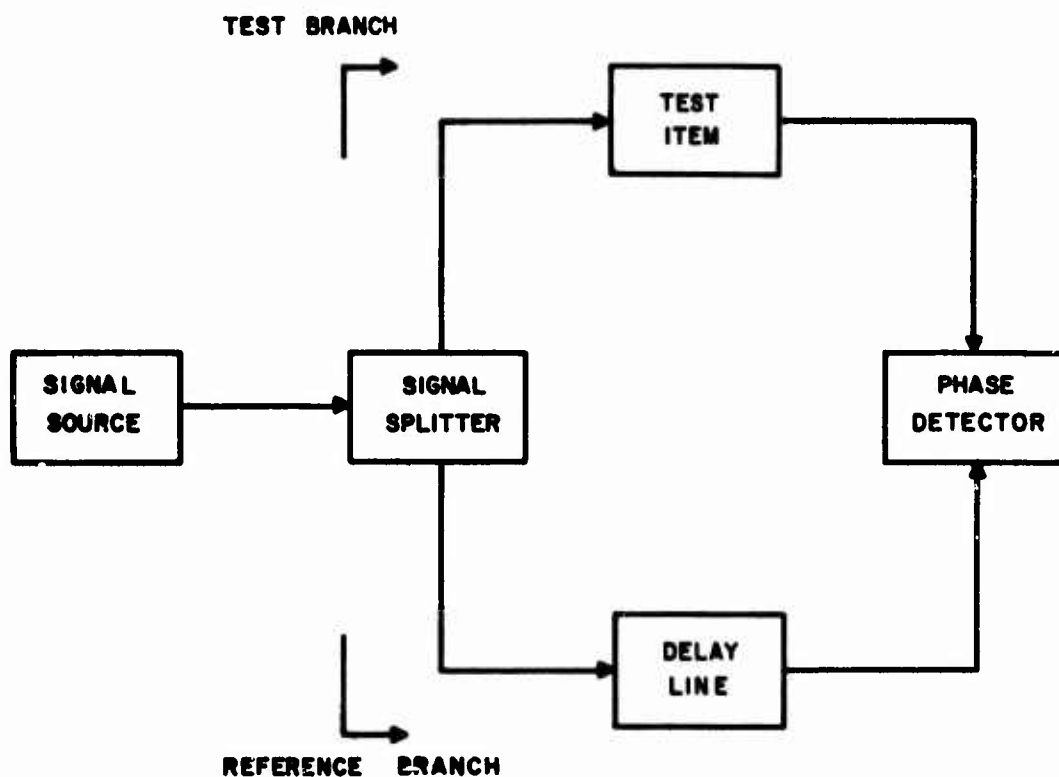 TEST BRANCH
TEST
ITEM
SIGNAL
SOURCE
SIGNAL
SPLITTER
PHASE
DETECTOR
DELAY
LINE
REFERENCE BRANCH